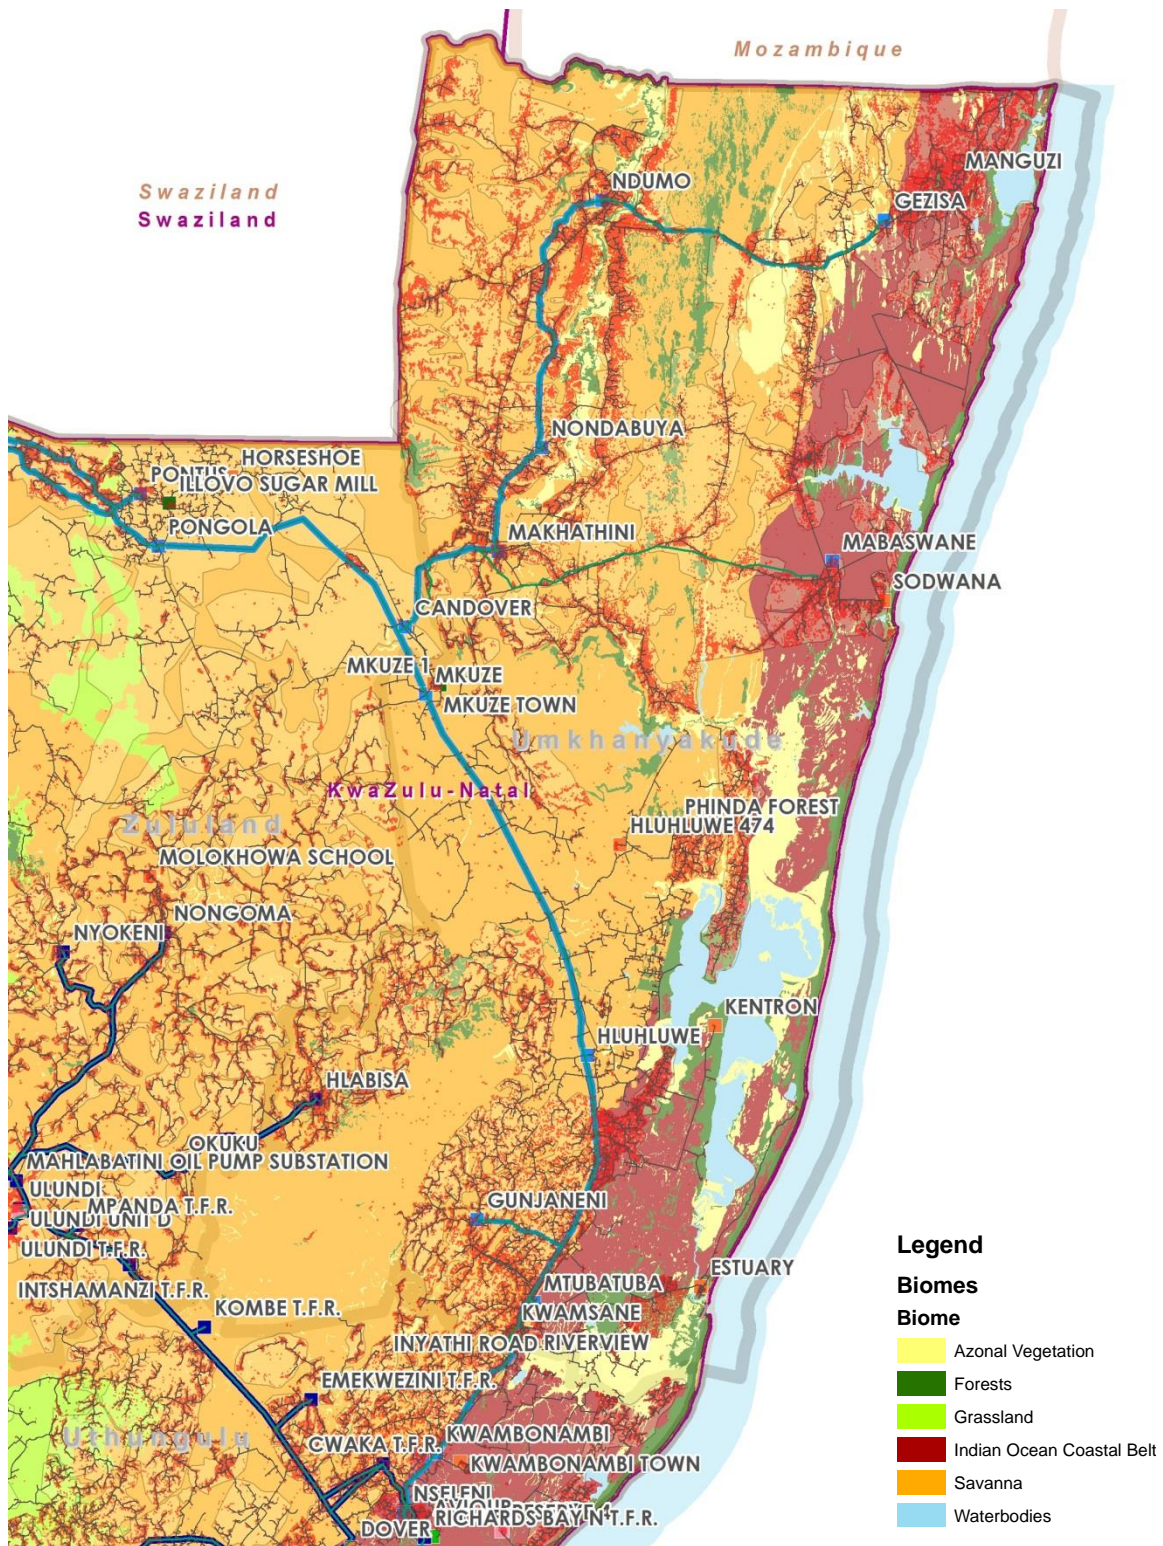 Mozambique
Swaziland
Swaziland
MANGUZI
NDUMO
GEZISA
NONDABUYA
HORSESHOE
PONTUS
ILLOVO SUGAR MILL
PONGOLA
MAKHATHINI
MABASWANE
SODWANA
CANDOVER
MKUZE 1
MKUZE
MKUZE TOWN
Umkhanyakude
KwaZulu-Natal
PHINDA FOREST
HLUHLUWE 474
Zululand
MOLOKHOWA SCHOOL
NONGOMA
NYOKENI
KENTRON
HLUHLUWE
HLABISA
OKUKU
MAHLABATINI OIL PUMP SUBSTATION
ULUNDI
MPANDA T.F.R.
ULUNDI UNIT D
GUNJANENI
ULUNDI T.F.R.
ESTUARY
INTSHAMANZI T.F.R.
MTUBATUBA
KOMBE T.F.R.
KWAMSANE
INYATHI ROAD RIVERVIEW
EMEKWEZINI T.F.R.
Uthungulu
KWAMBONAMBI
CWAKA T.F.R.
KWAMBONAMBI TOWN
NSELENI
RICHARDS BAY N T.F.R.
DOVER
Legend
Biomes
Biome
Azonal Vegetation
Forests
Grassland
Indian Ocean Coastal Belt
Savanna
Waterbodies